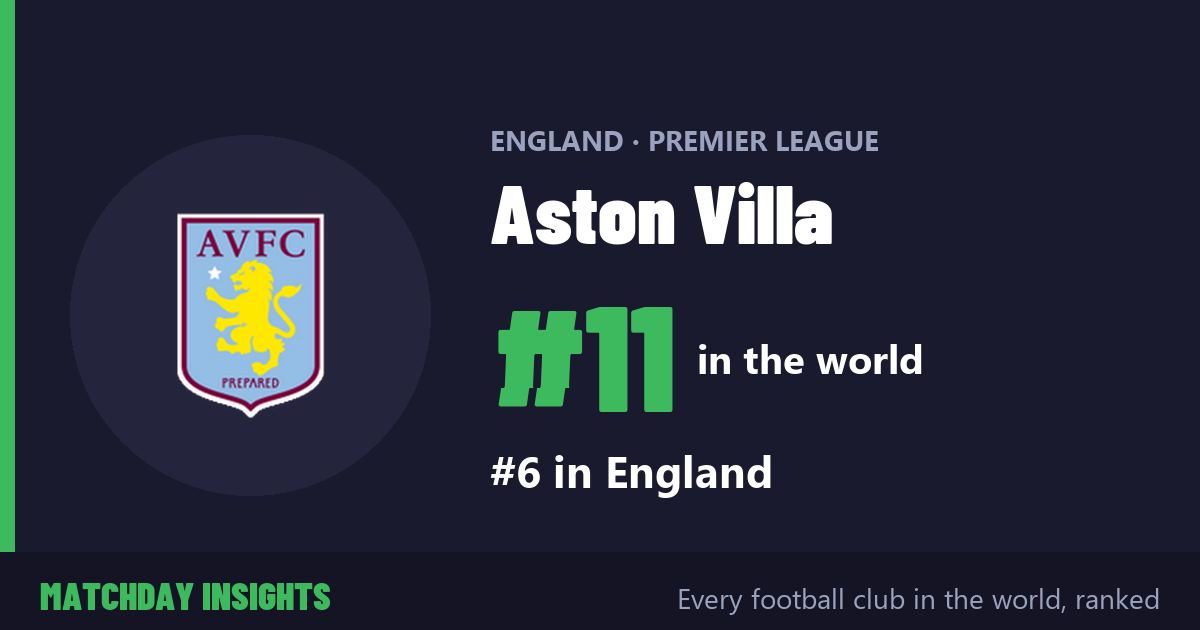 ENGLAND · PREMIER LEAGUE
Aston Villa
#11 in the world
#6 in England
AVFC
PREPARED
MATCHDAY INSIGHTS
Every football club in the world, ranked